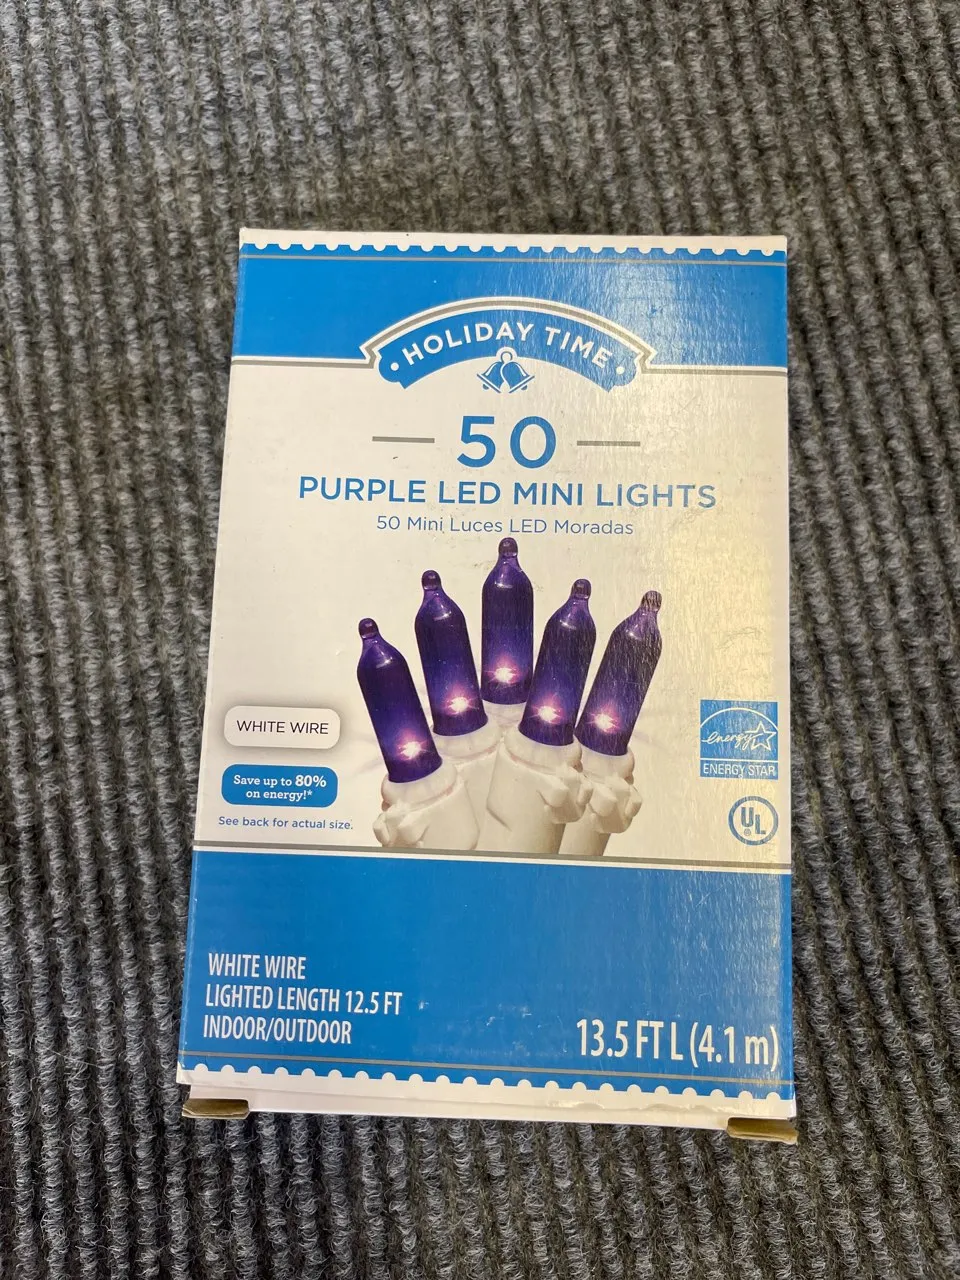 HOLIDAY TIME
50
PURPLE LED MINI LIGHTS
50 Mini Luces LED Moradas
WHITE WIRE
Save up to 80%
on energy!*
See back for actual size.
energy
ENERGY STAR
UL
WHITE WIRE
LIGHTED LENGTH 12.5 FT
INDOOR/OUTDOOR
13.5 FT L (4.1 m)